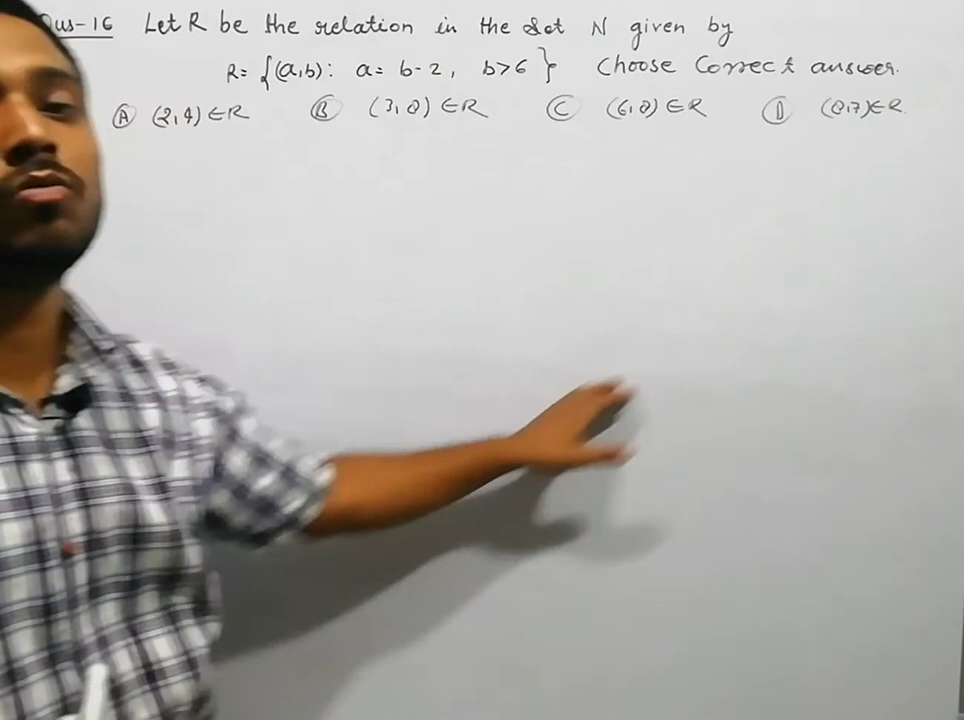 Qus-16 Let R be the relation in the set N given by
R= {(a,b): a= b-2, b>6} Choose Correct answer.
Ⓐ (2,4) ∈R Ⓑ (3,8) ∈R Ⓒ (6,8) ∈R Ⓓ (8,7)∈R.